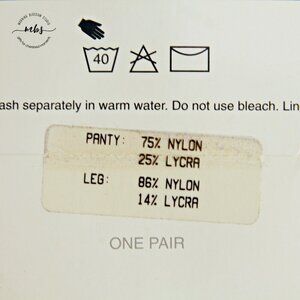 mbs
40
ash separately in warm water. Do not use bleach. Lin
PANTY: 75% NYLON
25% LYCRA
LEG: 86% NYLON
14% LYCRA
ONE PAIR